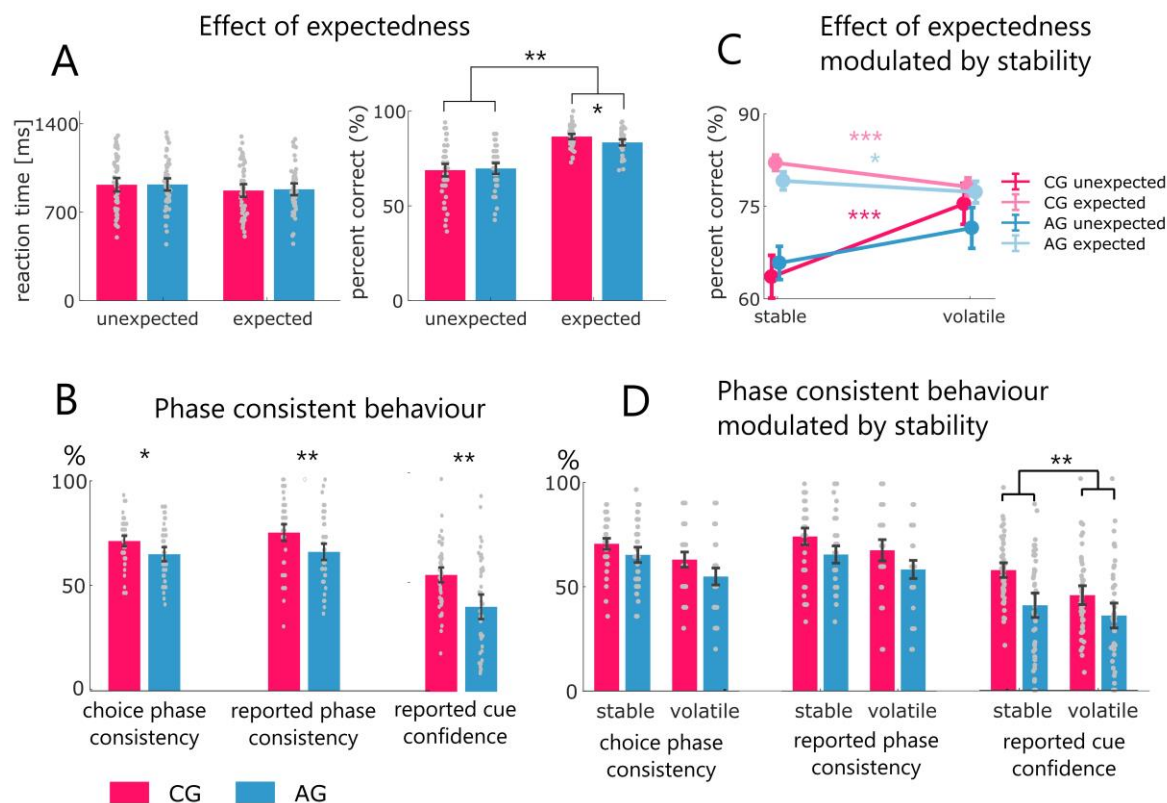 Effect of expectedness
A
reaction time [ms]
1400
700
0
unexpected
expected
percent correct (%)
100
50
0
**
*
unexpected
expected
C
Effect of expectedness
modulated by stability
percent correct (%)
90
75
60
***
*
***
stable
volatile
CG unexpected
CG expected
AG unexpected
AG expected
B
Phase consistent behaviour
%
100
50
0
*
**
**
choice phase
consistency
reported phase
consistency
reported cue
confidence
CG
AG
D
Phase consistent behaviour
modulated by stability
%
100
50
0
**
stable
volatile
choice phase
consistency
stable
volatile
reported phase
consistency
stable
volatile
reported cue
confidence